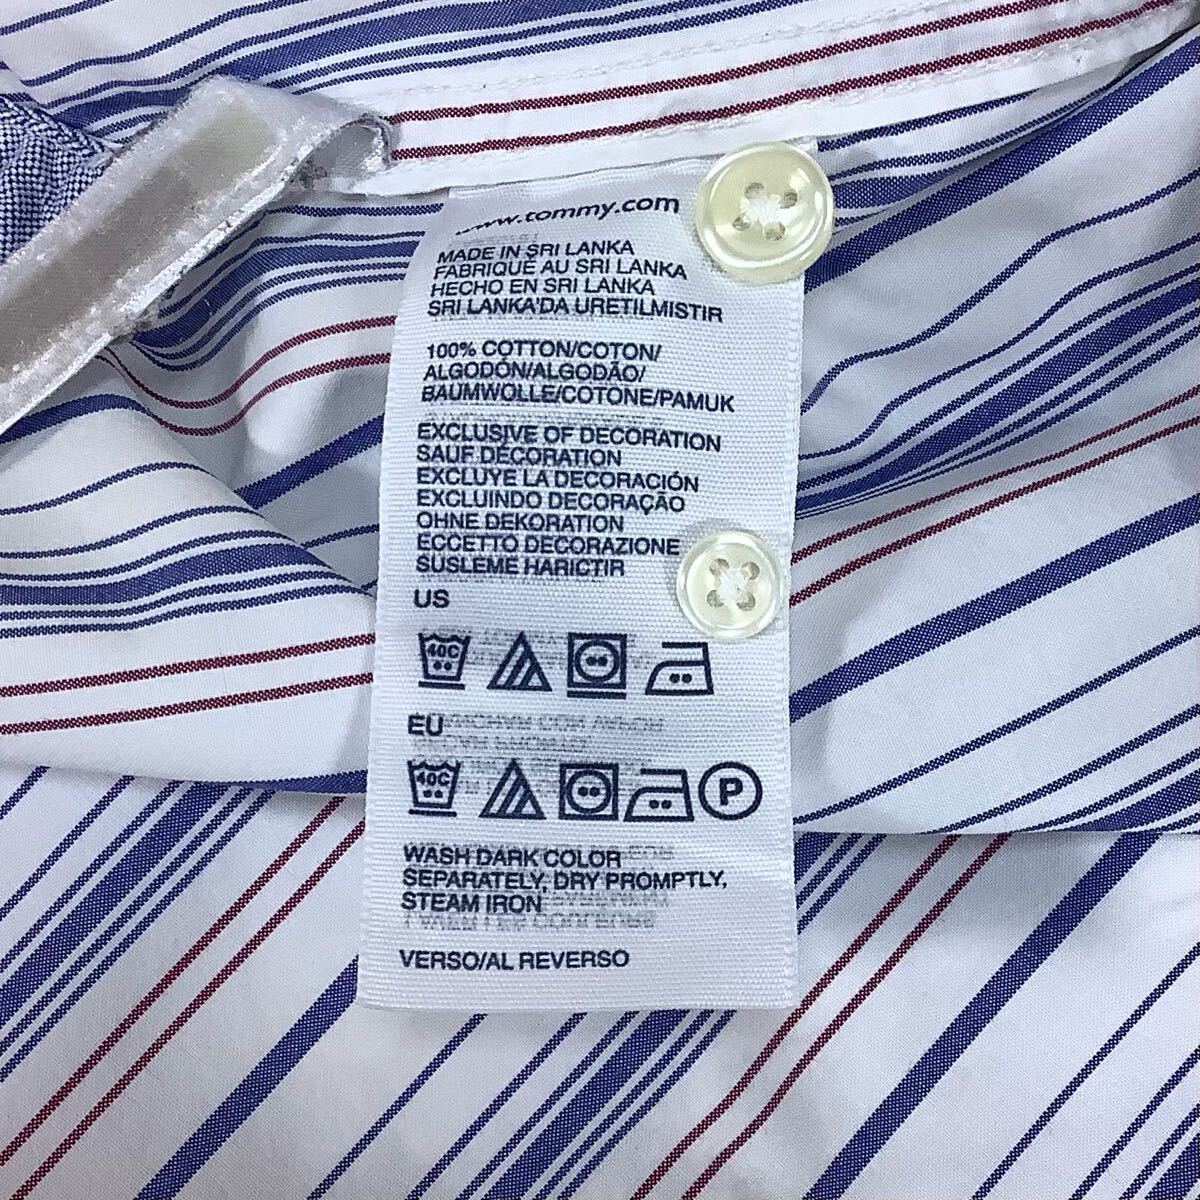 www.tommy.com
MADE IN SRI LANKA
FABRIQUÉ AU SRI LANKA
HECHO EN SRI LANKA
SRI LANKA'DA URETILMISTIR
100% COTTON/COTON/
ALGODÓN/ALGODÃO/
BAUMWOLLE/COTONE/PAMUK
EXCLUSIVE OF DECORATION
SAUF DÉCORATION
EXCLUYE LA DECORACIÓN
EXCLUINDO DECORAÇÃO
OHNE DEKORATION
ECCETTO DECORAZIONE
SUSLEME HARICTIR
US
40C
EU
40C P
WASH DARK COLOR
SEPARATELY, DRY PROMPTLY,
STEAM IRON
VERSO/AL REVERSO